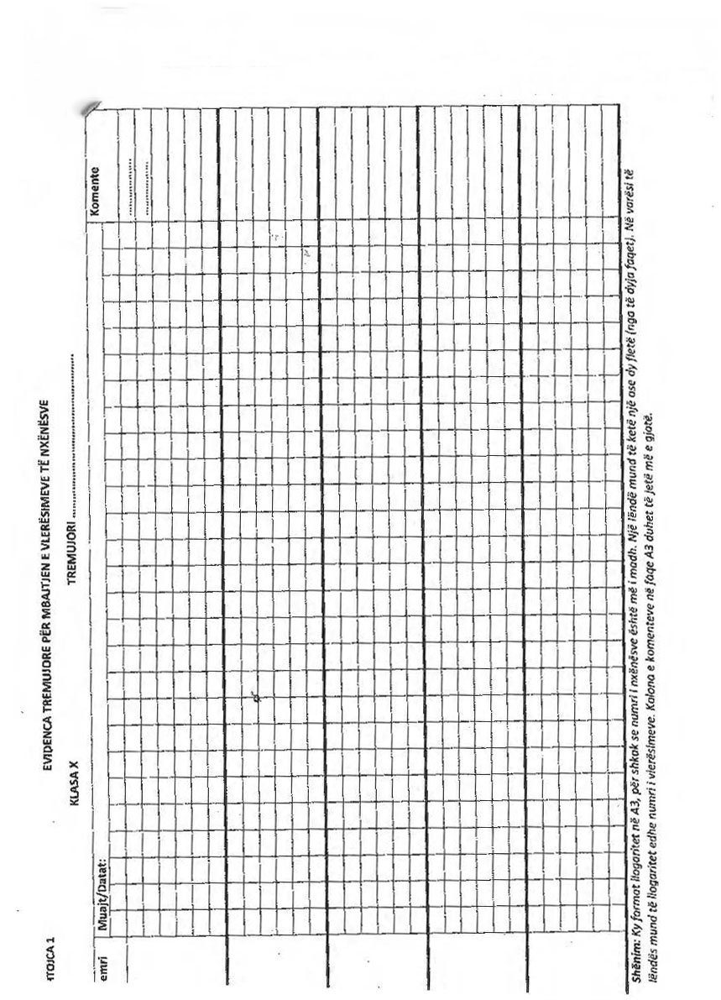 HTOJCA 1
EVIDENCA TREMUJORE PËR MBAJTJEN E VLERËSIMEVE TË NXËNËSVE
KLASA X TREMUJORI ................................................
emri Muajt/Datat: Komente
..................
..................
Shënim: Ky format llogaritet në A3, për shkak se numri i nxënësve është më i madh. Një lëndë mund të ketë një ose dy fletë (nga të dyja faqet). Në varësi të
lëndës mund të llogaritet edhe numri i vlerësimeve. Kolona e komenteve në faqe A3 duhet të jetë më e gjatë.